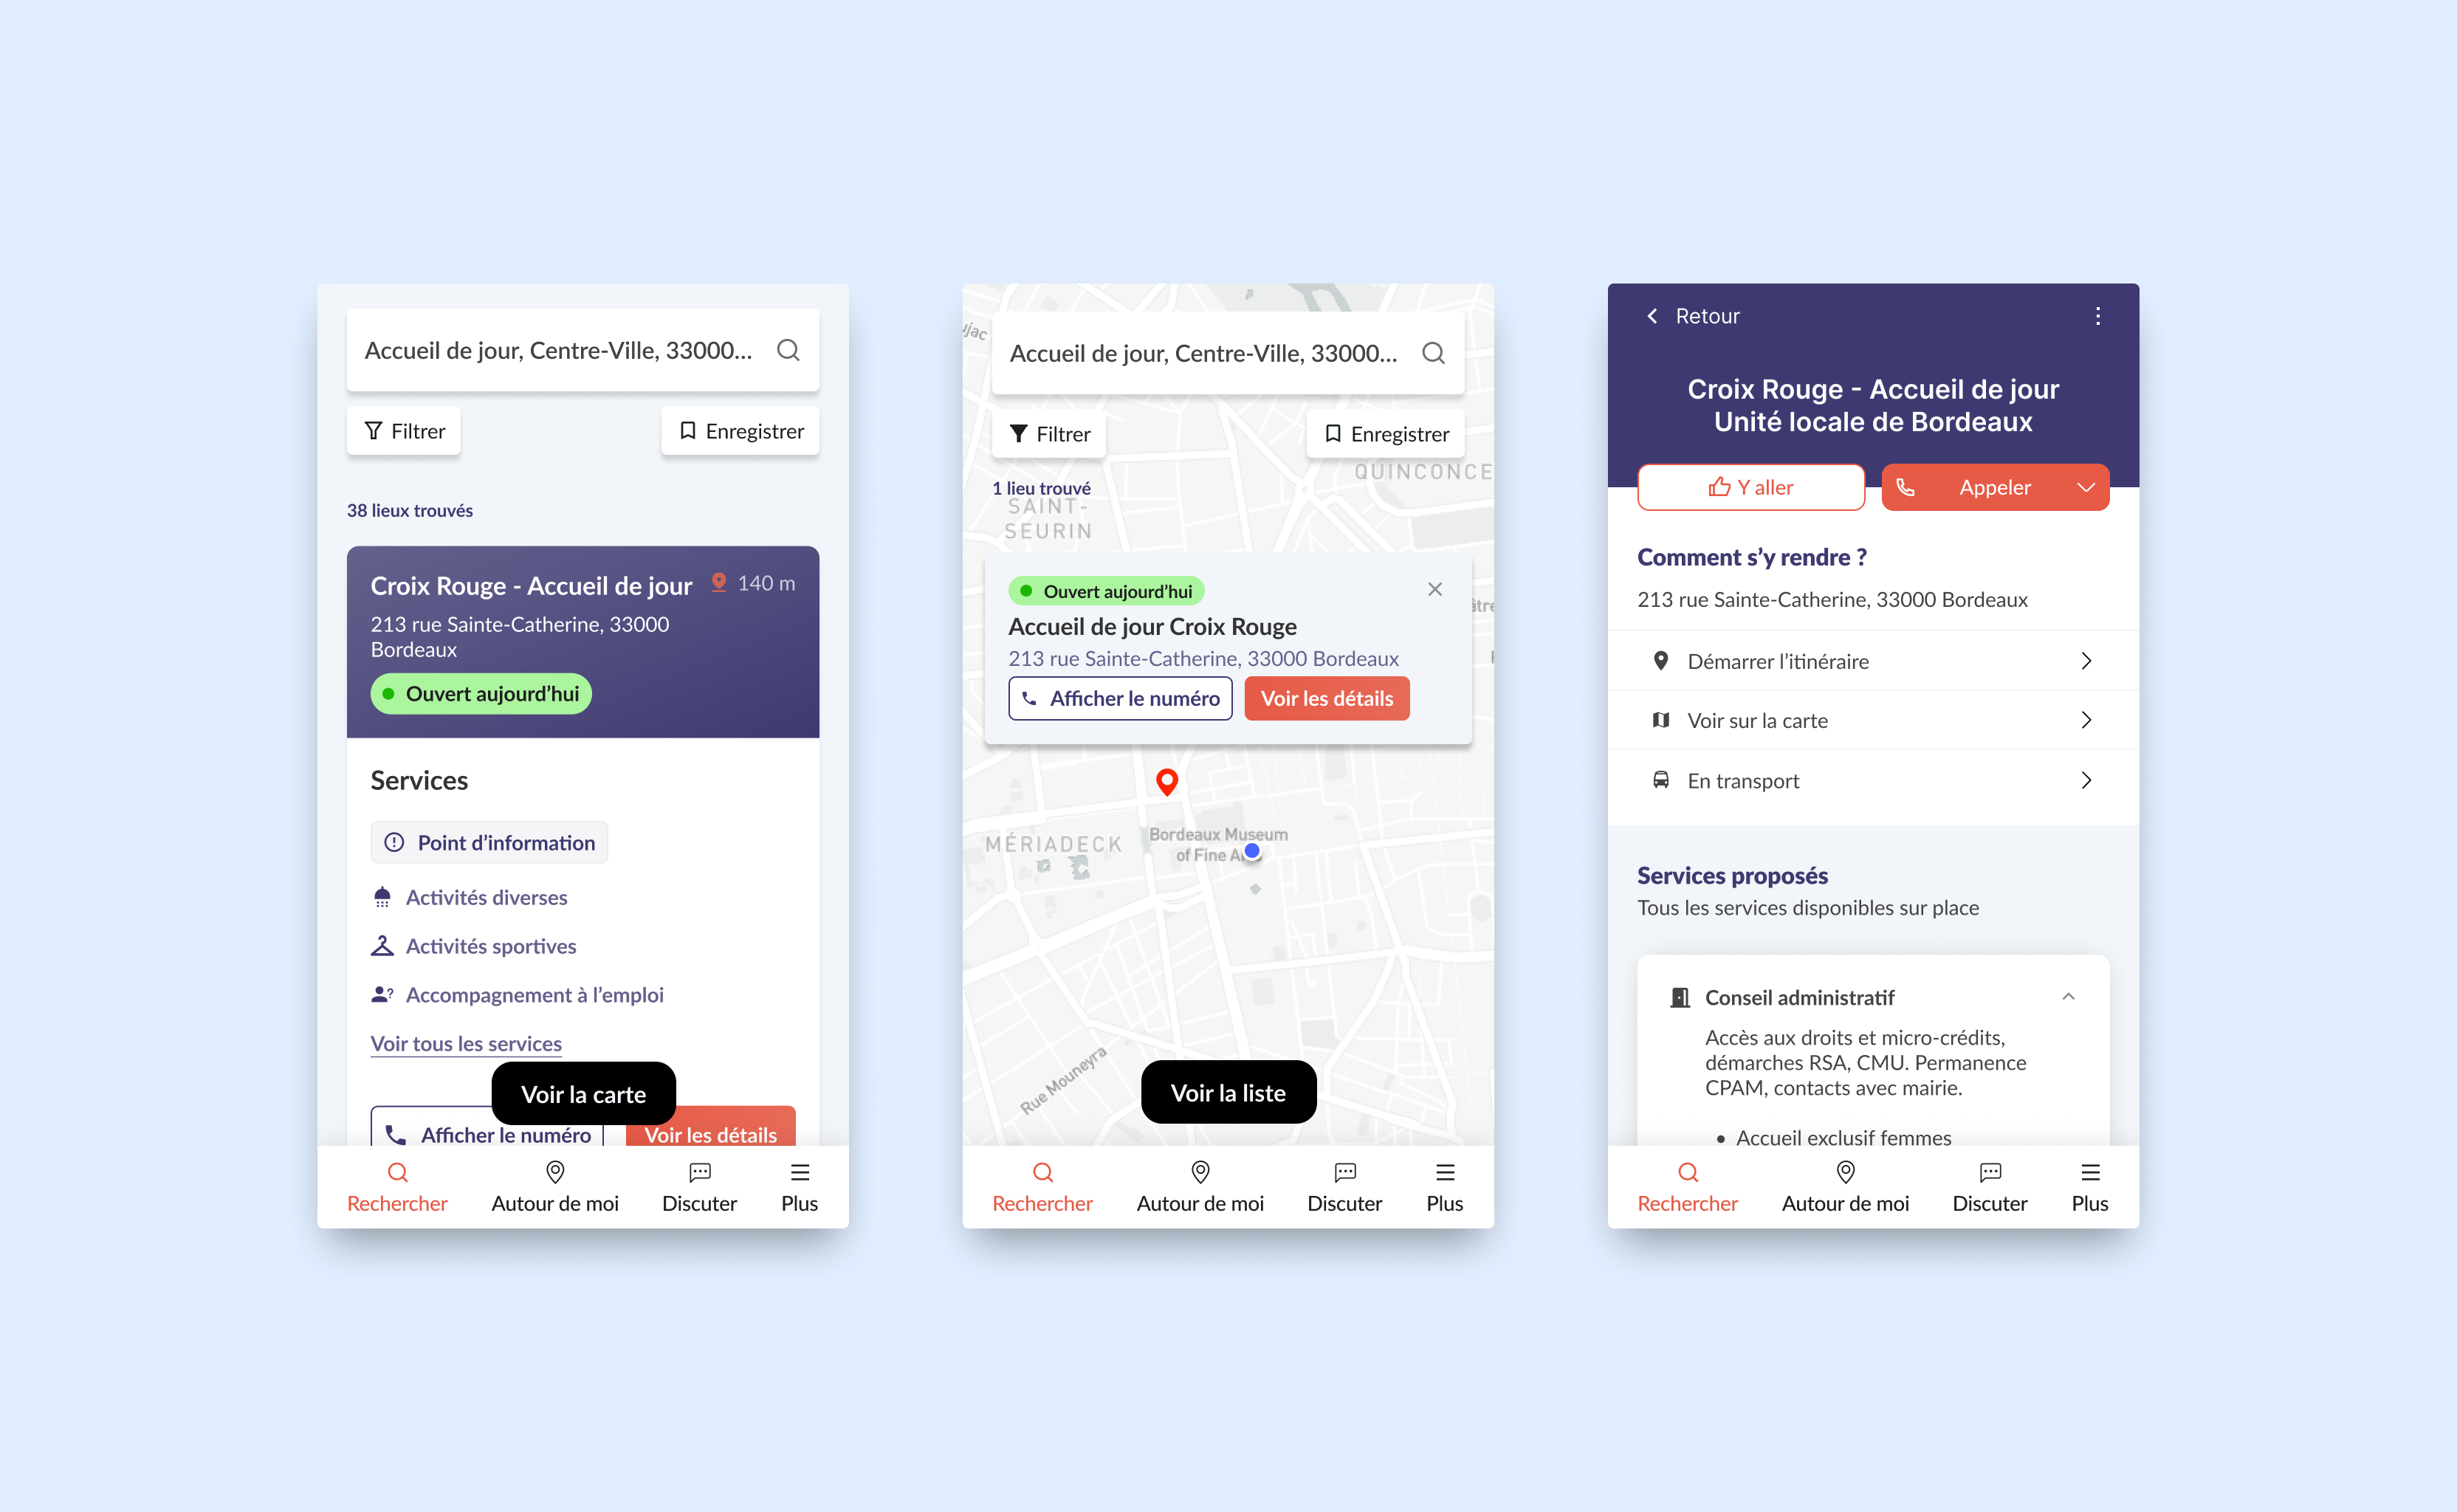 Accueil de jour, Centre-Ville, 33000...
Filtrer
Enregistrer
38 lieux trouvés
Croix Rouge - Accueil de jour
140 m
213 rue Sainte-Catherine, 33000
Bordeaux
Ouvert aujourd’hui
Services
Point d’information
Activités diverses
Activités sportives
Accompagnement à l’emploi
Voir tous les services
Voir la carte
Afficher le numéro
Voir les détails
Rechercher
Autour de moi
Discuter
Plus
Accueil de jour, Centre-Ville, 33000...
Filtrer
Enregistrer
QUINCONCE
1 lieu trouvé
SAINT-
SEURIN
Ouvert aujourd’hui
Accueil de jour Croix Rouge
213 rue Sainte-Catherine, 33000 Bordeaux
Afficher le numéro
Voir les détails
MÉRIADECK
Bordeaux Museum
of Fine
Rue Mouneyra
Voir la liste
Rechercher
Autour de moi
Discuter
Plus
Retour
Croix Rouge - Accueil de jour
Unité locale de Bordeaux
Y aller
Appeler
Comment s’y rendre ?
213 rue Sainte-Catherine, 33000 Bordeaux
Démarrer l’itinéraire
Voir sur la carte
En transport
Services proposés
Tous les services disponibles sur place
Conseil administratif
Accès aux droits et micro-crédits,
démarches RSA, CMU. Permanence
CPAM, contacts avec mairie.
• Accueil exclusif femmes
Rechercher
Autour de moi
Discuter
Plus